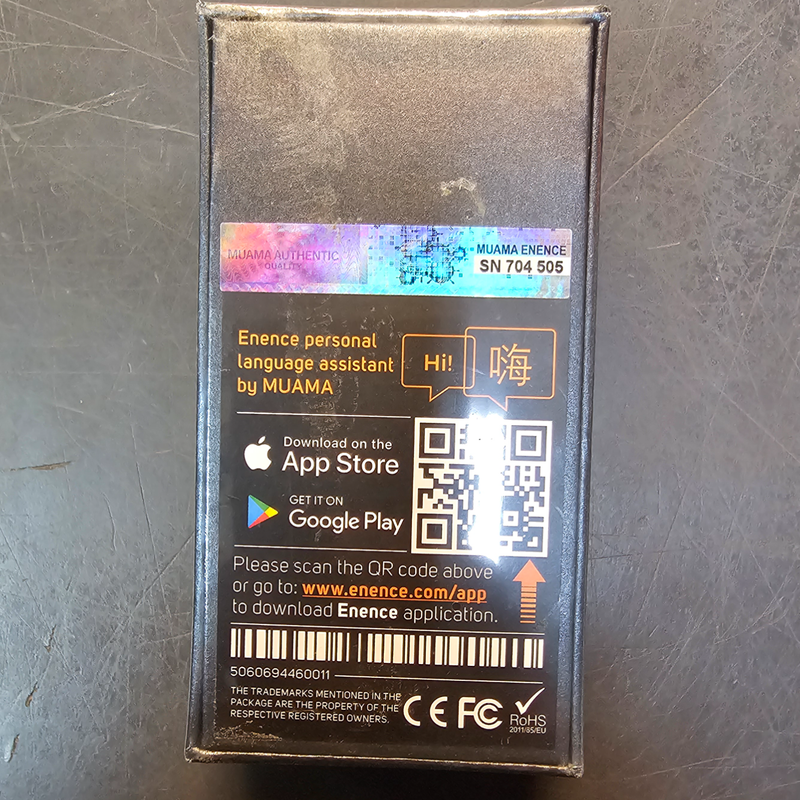 MUAMA AUTHENTIC
QUALITY
MUAMA ENENCE
SN 704 505
Enence personal
language assistant
by MUAMA
Hi!
嗨
Download on the
App Store
GET IT ON
Google Play
Please scan the QR code above
or go to: www.enence.com/app
to download Enence application.
5060694460011
THE TRADEMARKS MENTIONED IN THE
PACKAGE ARE THE PROPERTY OF THE
RESPECTIVE REGISTERED OWNERS.
CE FC
RoHS
2011/65/EU